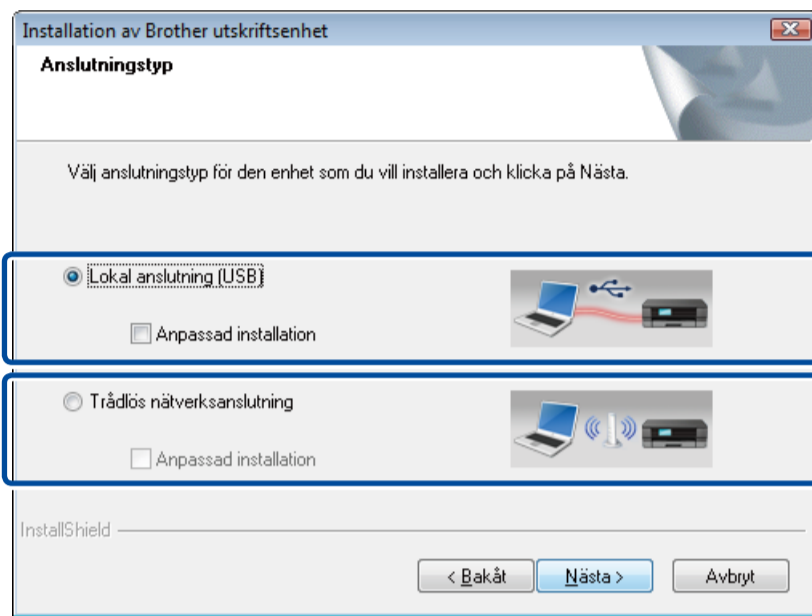 Installation av Brother utskriftsenhet
Anslutningstyp
Välj anslutningstyp för den enhet som du vill installera och klicka på Nästa.
Lokal anslutning (USB)
Anpassad installation
Trådlös nätverksanslutning
Anpassad installation
InstallShield
< Bakåt Nästa > Avbryt